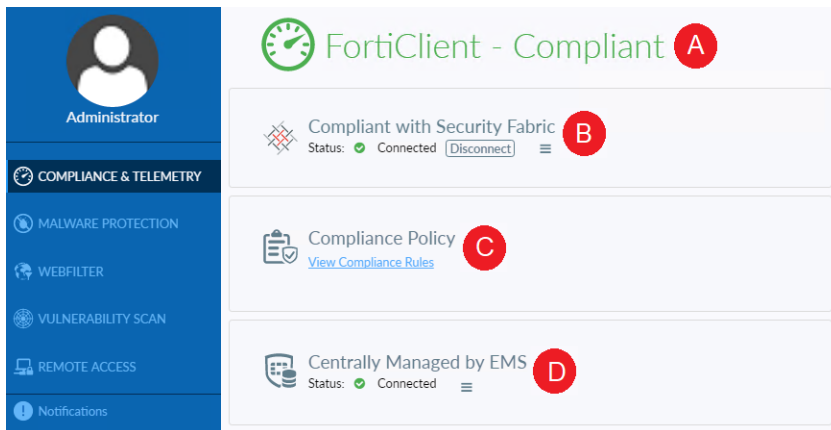 Administrator
COMPLIANCE & TELEMETRY
MALWARE PROTECTION
WEBFILTER
VULNERABILITY SCAN
REMOTE ACCESS
Notifications
FortiClient - Compliant A
Compliant with Security Fabric B
Status: Connected Disconnect
Compliance Policy C
View Compliance Rules
Centrally Managed by EMS D
Status: Connected